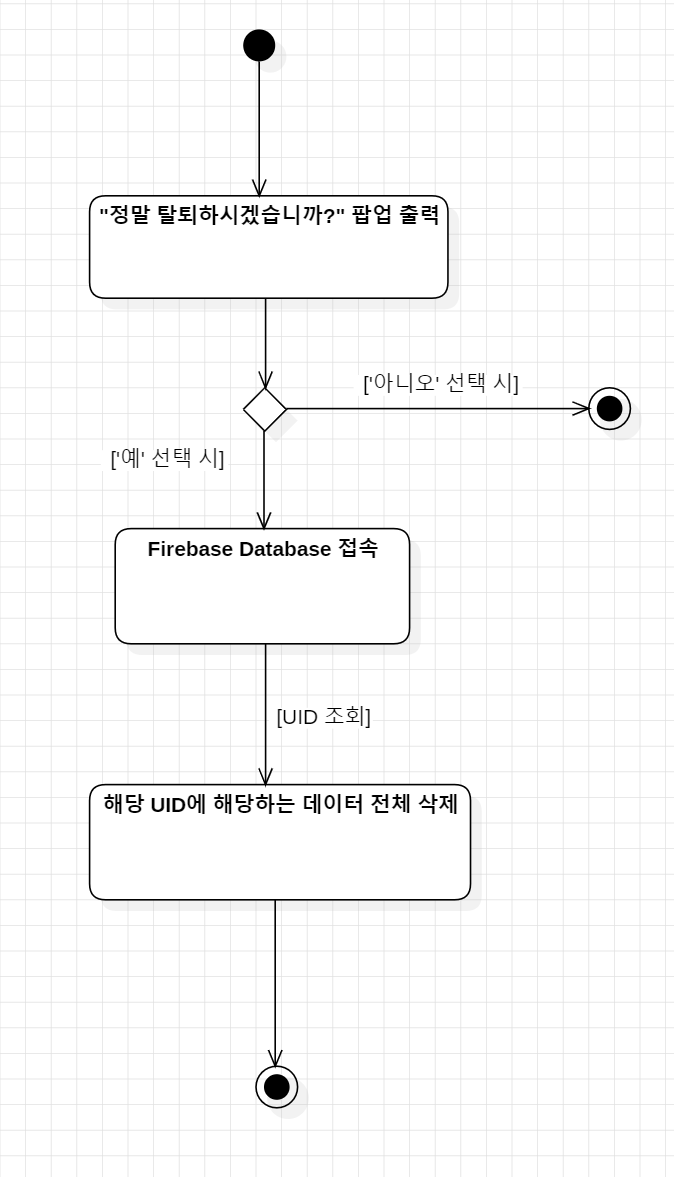 "정말 탈퇴하시겠습니까?" 팝업 출력
['아니오' 선택 시]
['예' 선택 시]
Firebase Database 접속
[UID 조회]
해당 UID에 해당하는 데이터 전체 삭제